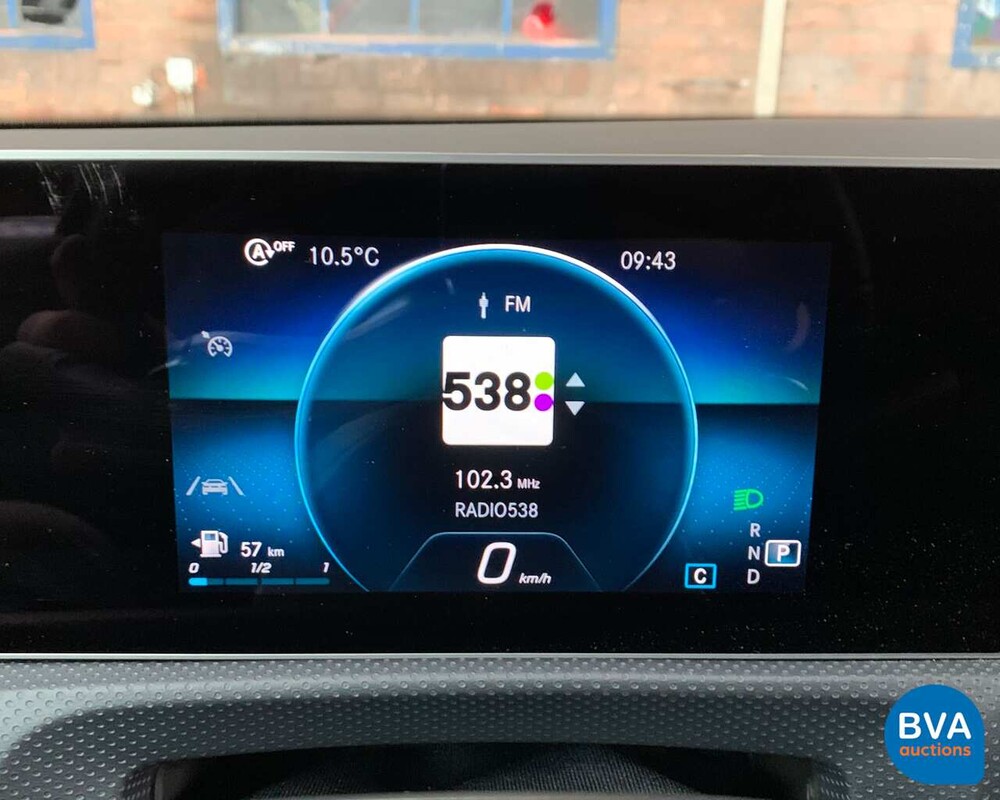 A OFF 10.5°C 09:43
FM
538
102.3 MHz
RADIO538
57 km
0 1/2 1
0 km/h
C
R
N P
D
BVA
auctions